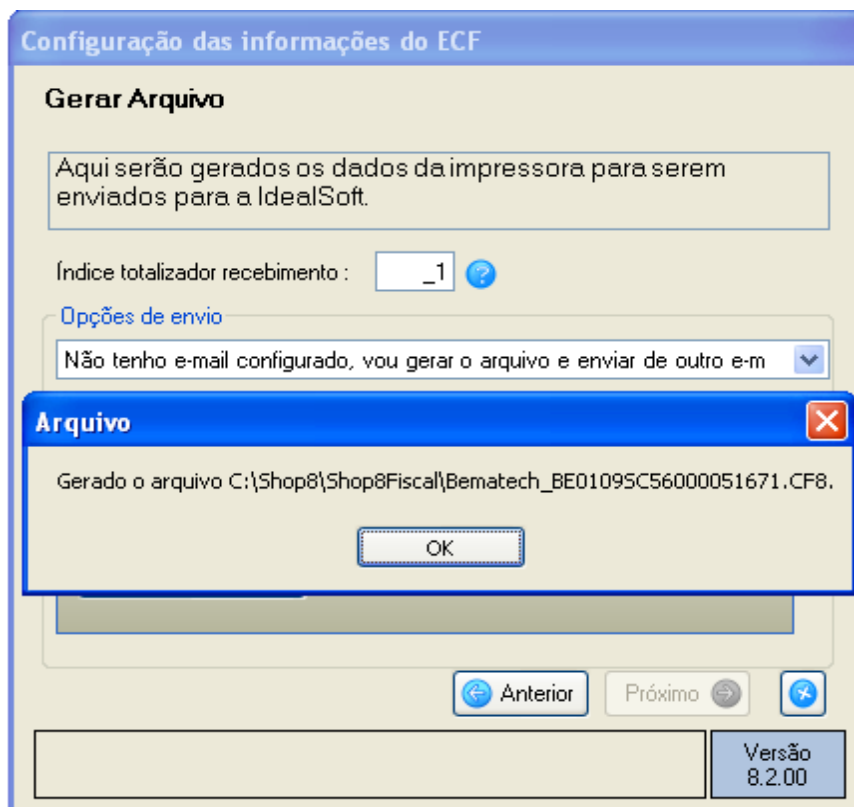 Configuração das informações do ECF
Gerar Arquivo
Aqui serão gerados os dados da impressora para serem
enviados para a IdealSoft.
Índice totalizador recebimento :
_1
?
Opções de envio
Não tenho e-mail configurado, vou gerar o arquivo e enviar de outro e-m
Arquivo
Gerado o arquivo C:\Shop8\Shop8Fiscal\Bematech_BE0109SC56000051671.CF8.
OK
Anterior
Próximo
Versão
8.2.00